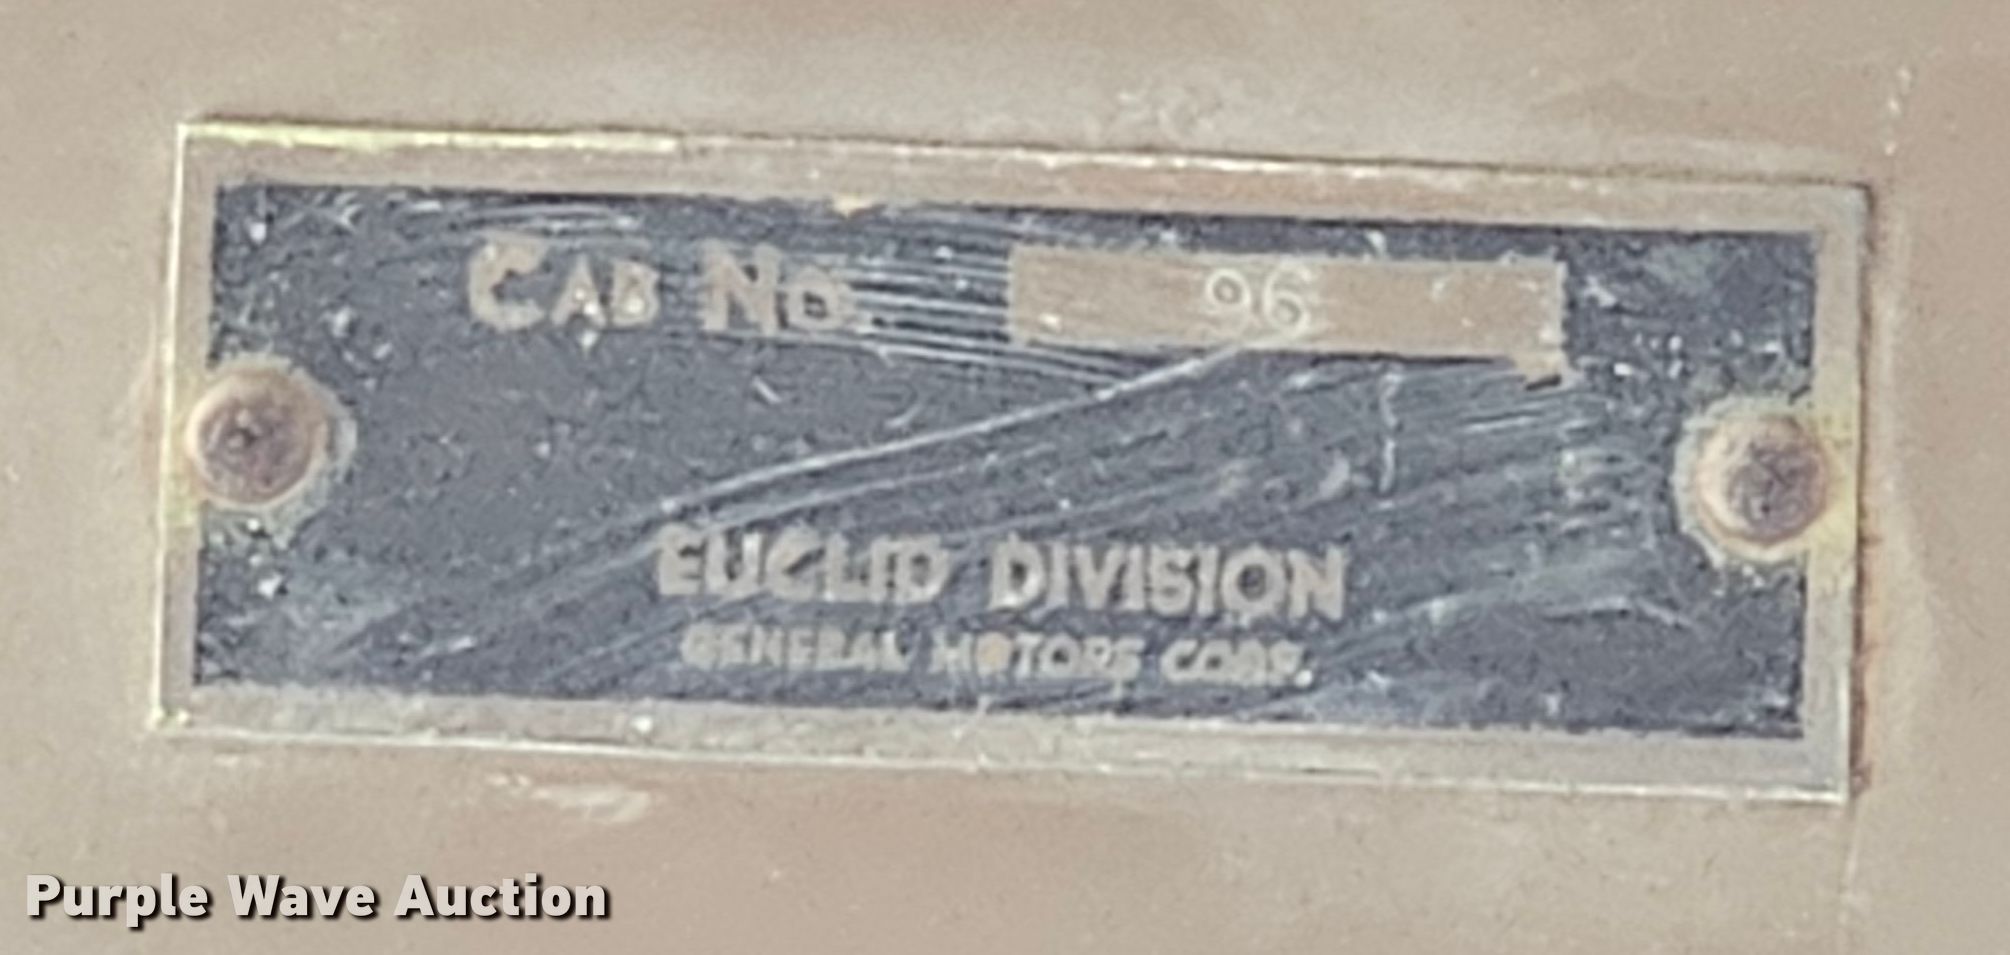 CAB NO. 96
EUCLID DIVISION
GENERAL MOTORS CORP.
Purple Wave Auction